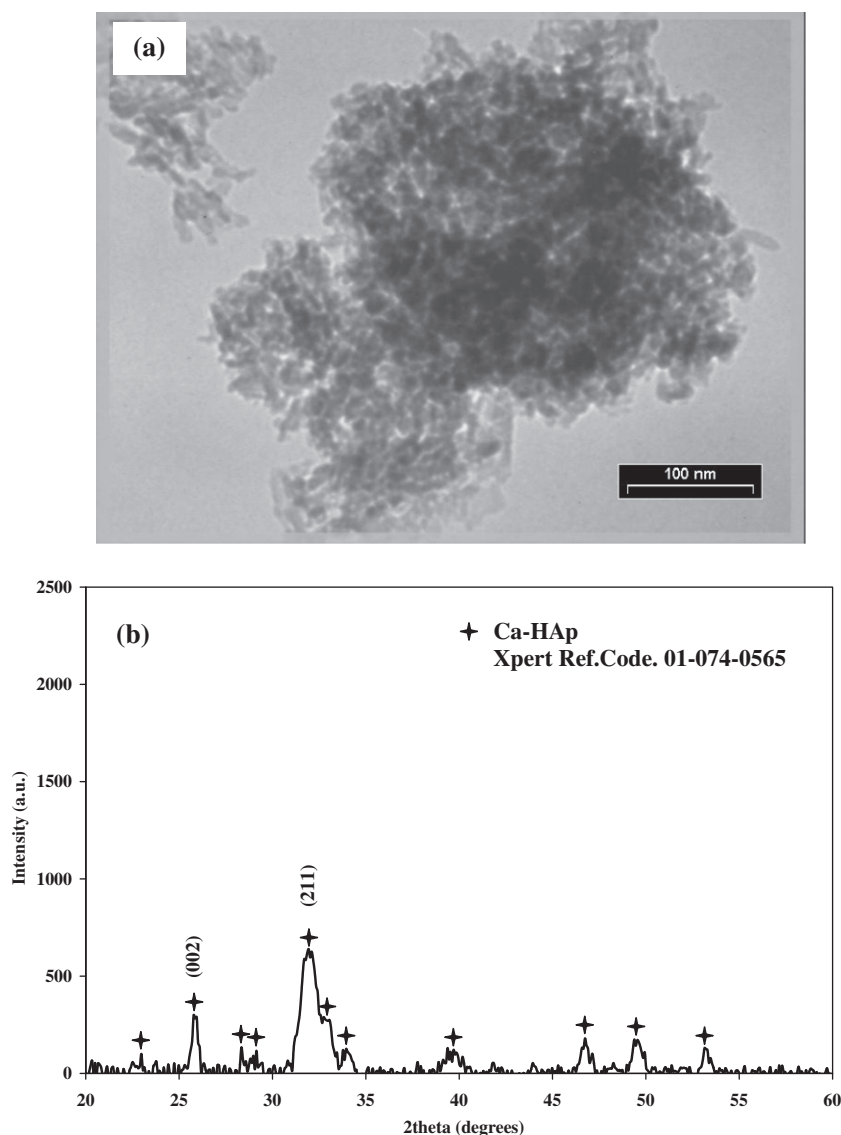 (a)
100 nm
(b)
Ca-HAp
Xpert Ref.Code. 01-074-0565
2500
2000
1500
1000
500
0
Intensity (a.u.)
(002)
(211)
20 25 30 35 40 45 50 55 60
2theta (degrees)